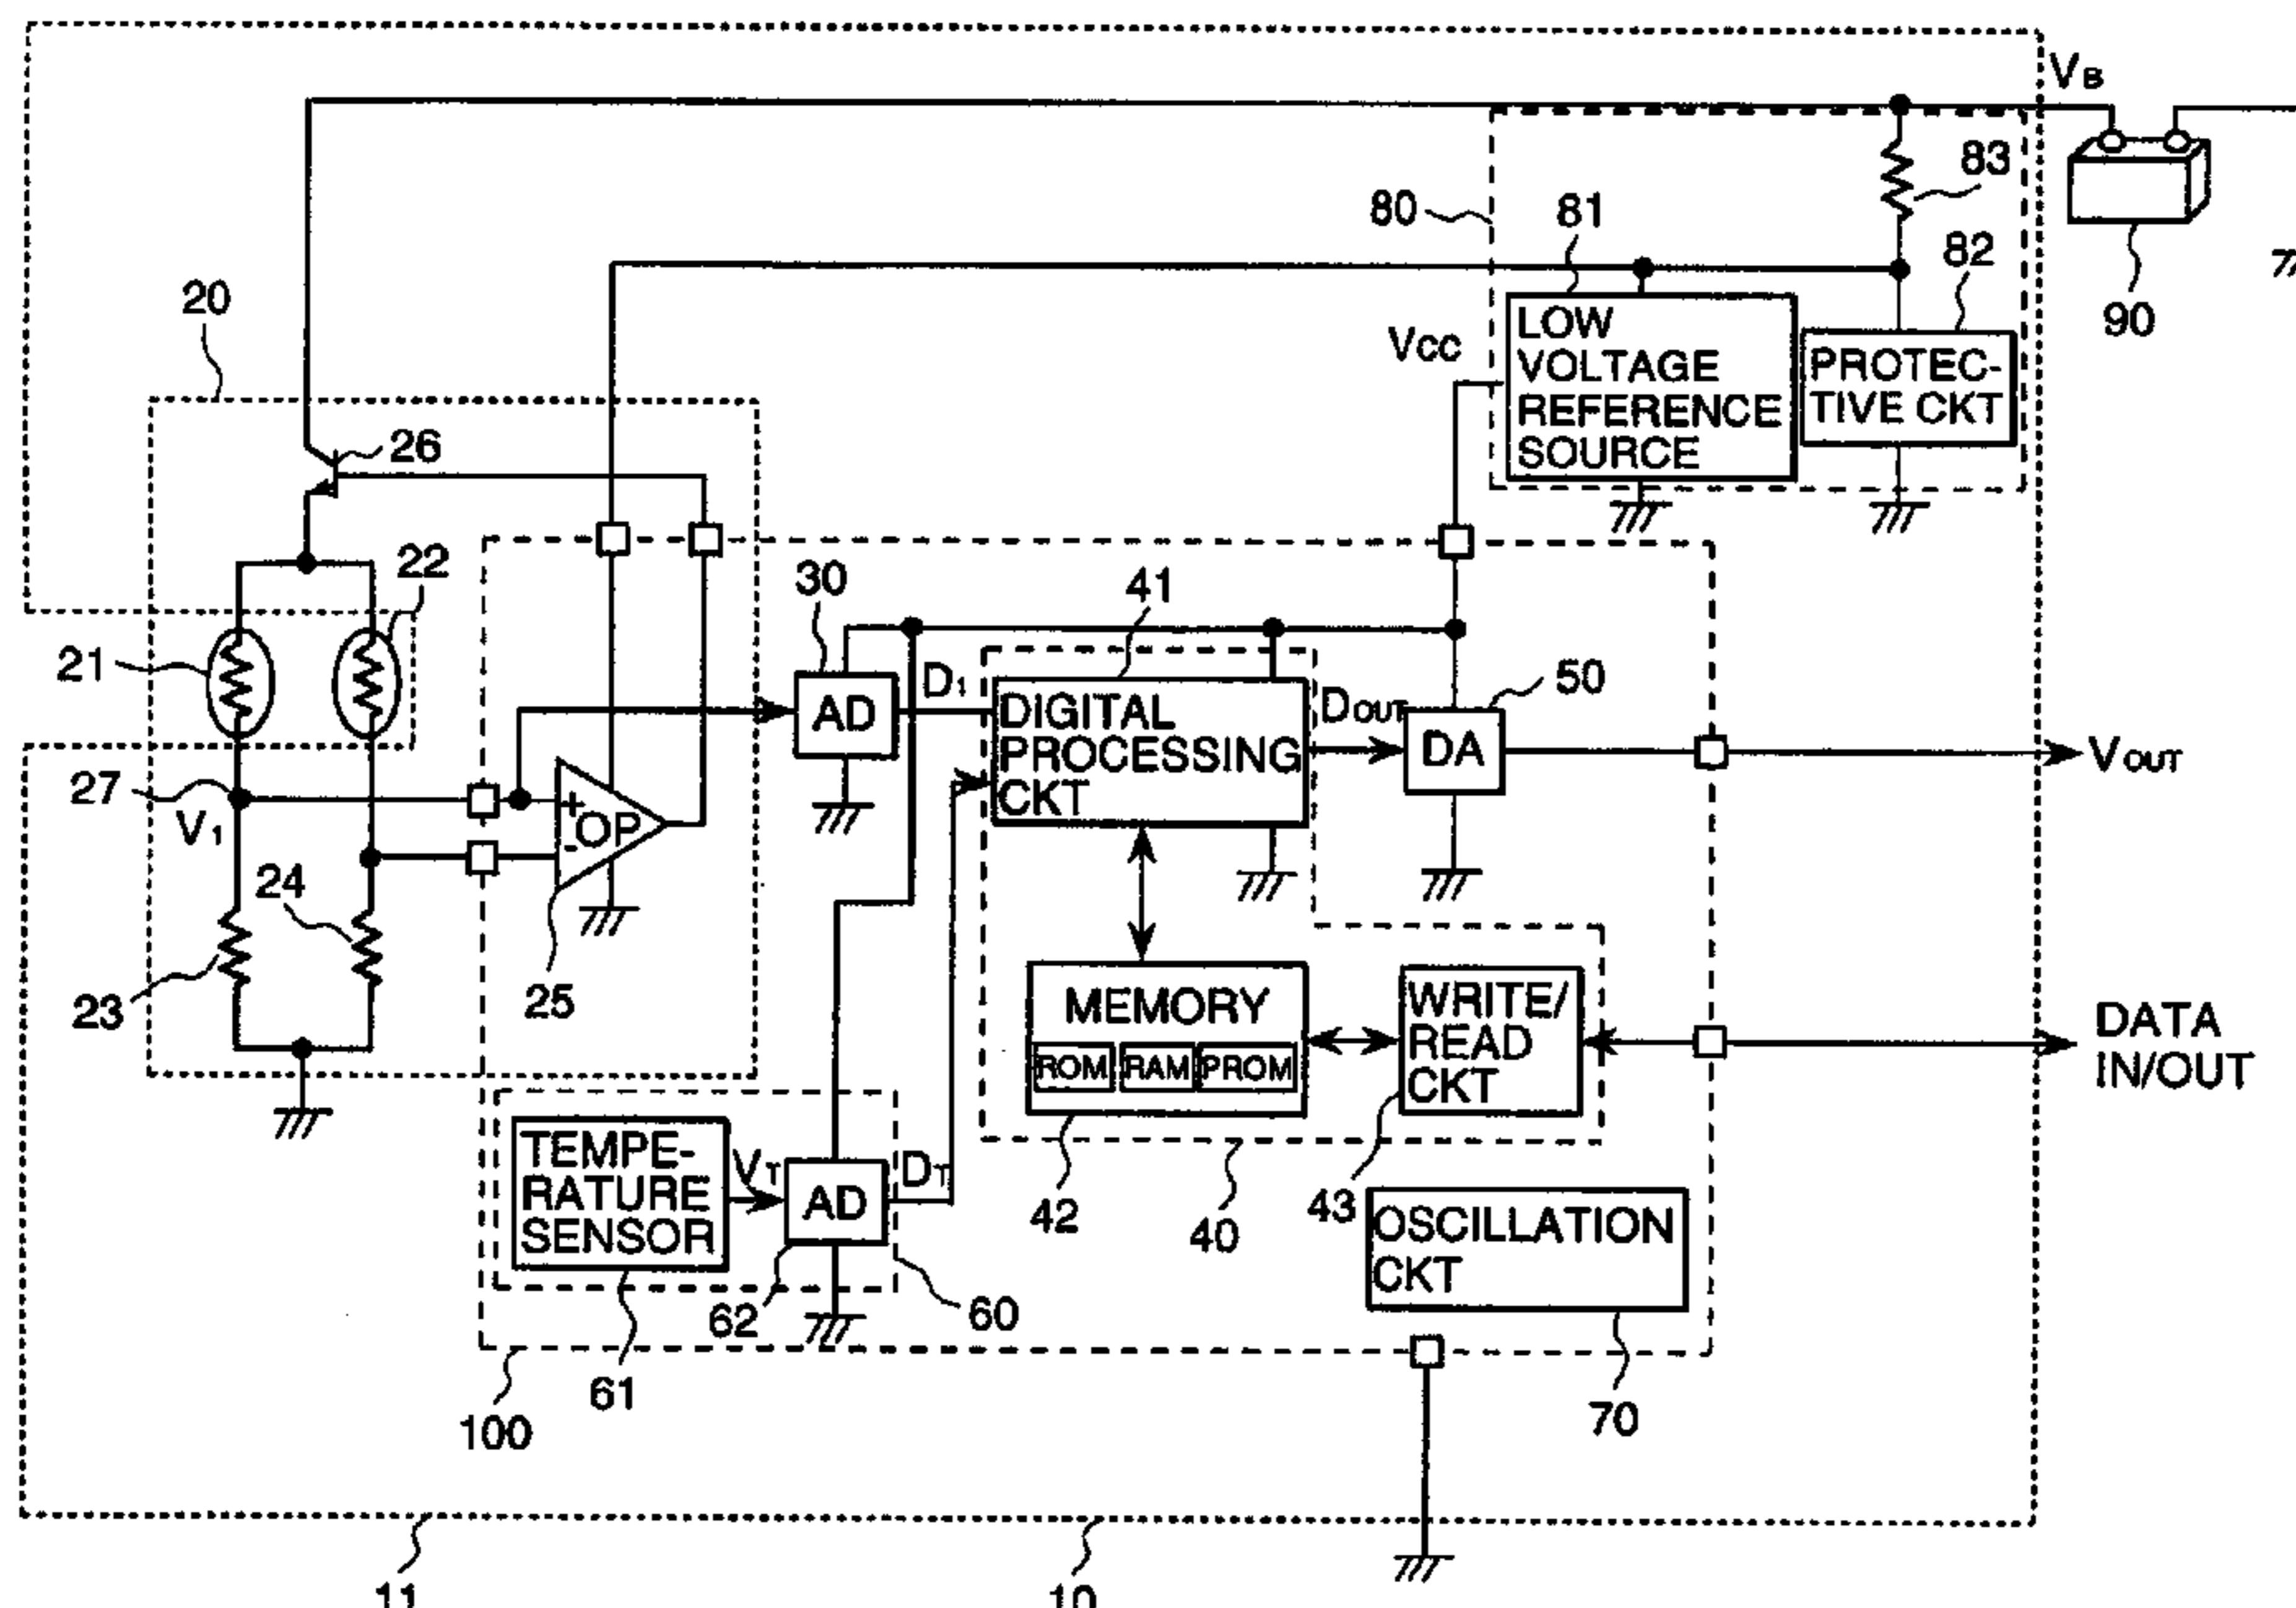 VB
83
80
81
82
90
LOW
VOLTAGE
REFERENCE
SOURCE
PROTEC-
TIVE CKT
VCC
20
26
22
21
30
41
50
AD
D1
DIGITAL
PROCESSING
CKT
DOUT
DA
VOUT
27
V1
+
-
OP
24
23
25
MEMORY
ROM
RAM
PROM
WRITE/
READ
CKT
DATA
IN/OUT
TEMPE-
RATURE
SENSOR
VT
AD
DT
42
40
43
OSCILLATION
CKT
62
60
61
70
100
11
10